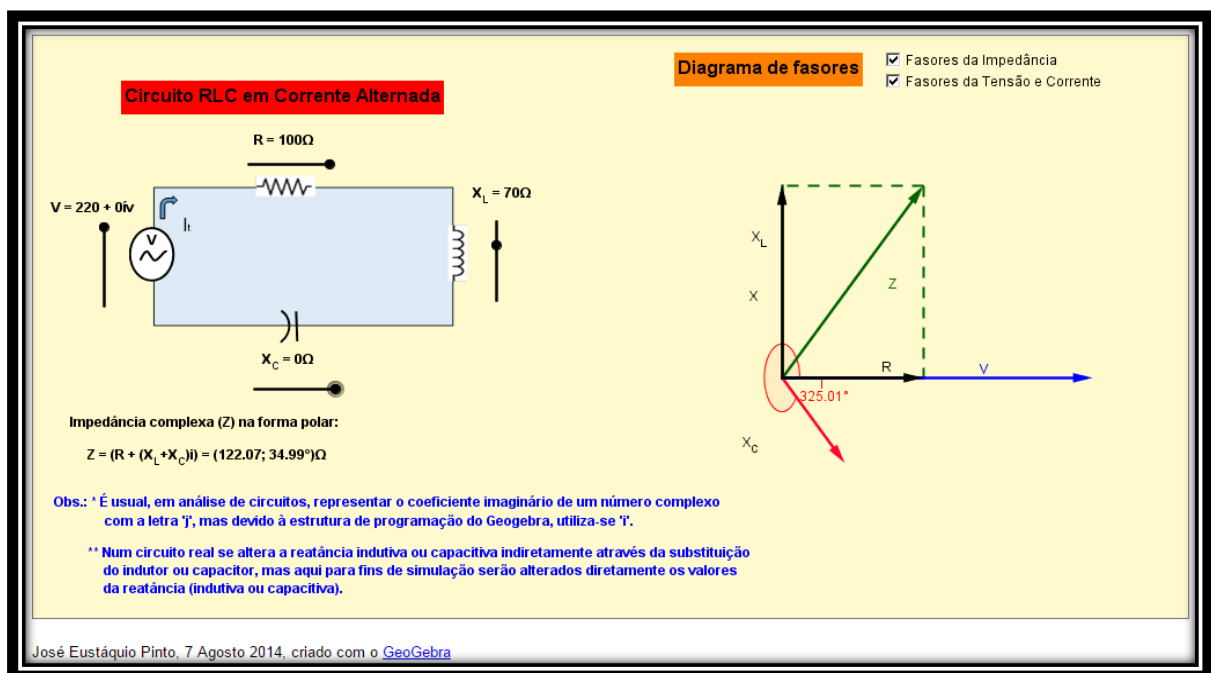 Circuito RLC em Corrente Alternada
Diagrama de fasores
Fasores da Impedância
Fasores da Tensão e Corrente
R = 100Ω
V = 220 + 0ív
It
V
XL = 70Ω
XC = 0Ω
XL
X
Z
R
V
325.01°
XC
Impedância complexa (Z) na forma polar:
Z = (R + (XL+XC)i) = (122.07; 34.99°)Ω
Obs.: * É usual, em análise de circuitos, representar o coeficiente imaginário de um número complexo
com a letra 'j', mas devido à estrutura de programação do Geogebra, utiliza-se 'i'.
** Num circuito real se altera a reatância indutiva ou capacitiva indiretamente através da substituição
do indutor ou capacitor, mas aqui para fins de simulação serão alterados diretamente os valores
da reatância (indutiva ou capacitiva).
José Eustáquio Pinto, 7 Agosto 2014, criado com o GeoGebra